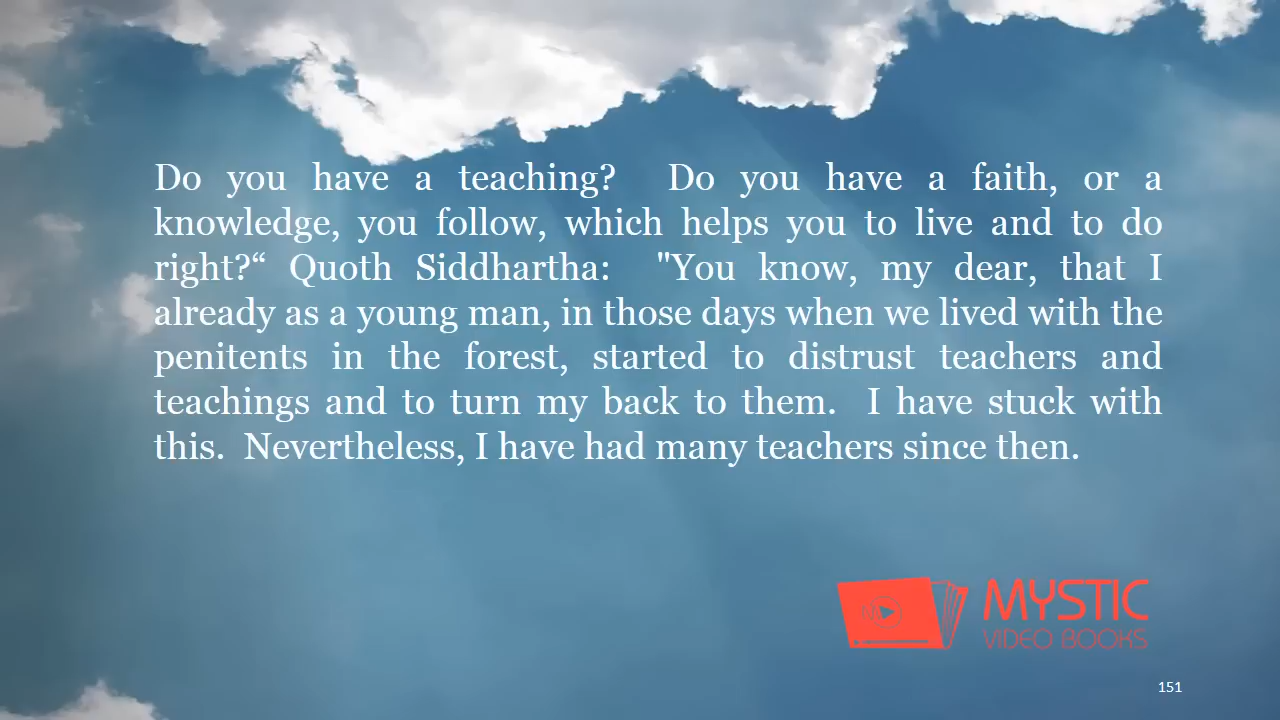 Do you have a teaching? Do you have a faith, or a
knowledge, you follow, which helps you to live and to do
right?“ Quoth Siddhartha: "You know, my dear, that I
already as a young man, in those days when we lived with the
penitents in the forest, started to distrust teachers and
teachings and to turn my back to them. I have stuck with
this. Nevertheless, I have had many teachers since then.
MYSTIC
VIDEO BOOKS
151